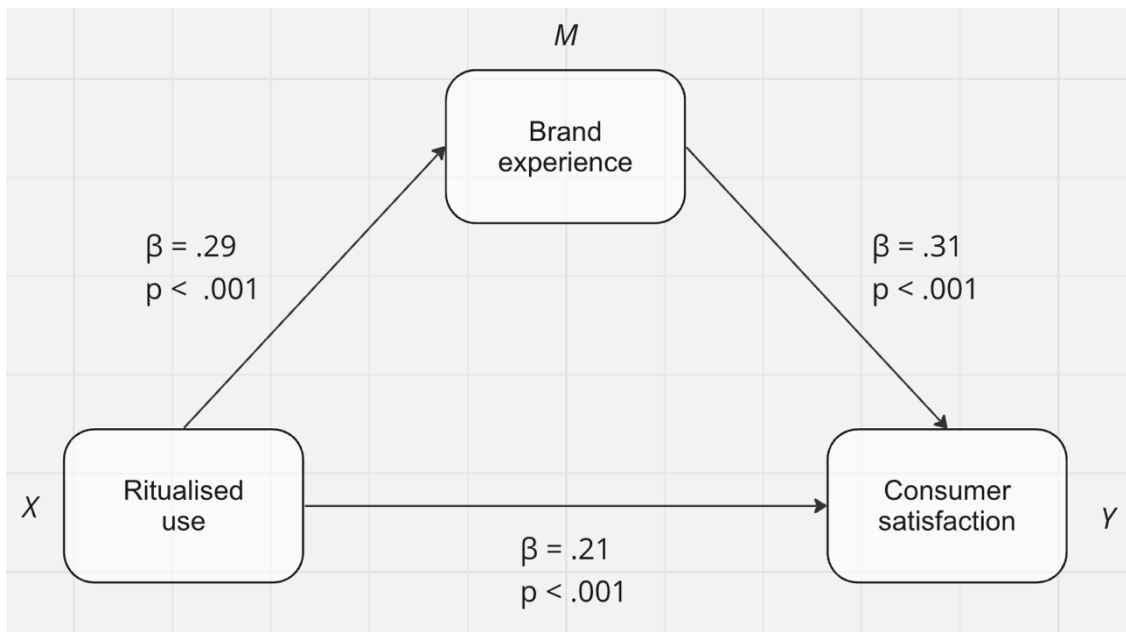 M
Brand
experience
β = .29
p < .001
β = .31
p < .001
X
Ritualised
use
Consumer
satisfaction
Y
β = .21
p < .001